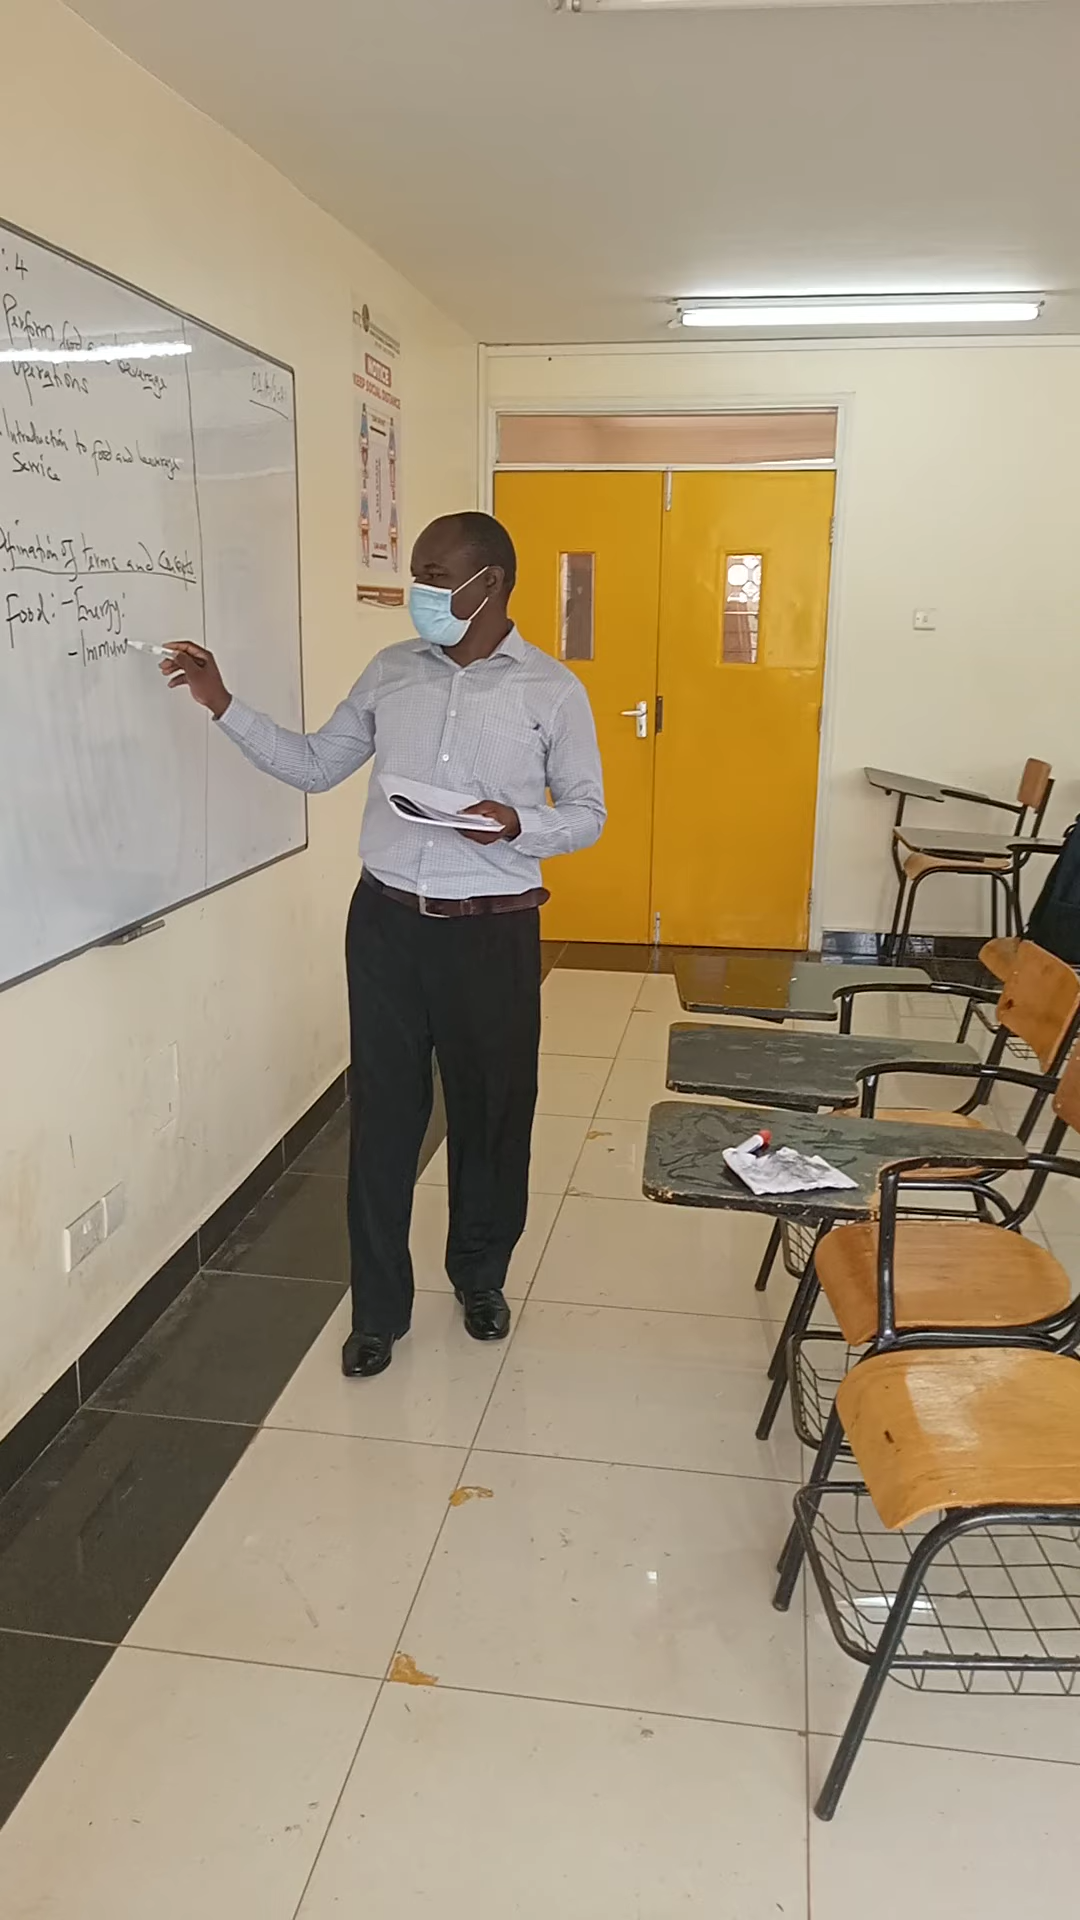 : 4
Perform food and beverage
operations
Introduction to food and beverage
Service
Defination of terms and Concepts
Food: - Energy:
- Immun
NOTICE
KEEP SOCIAL DISTANCE